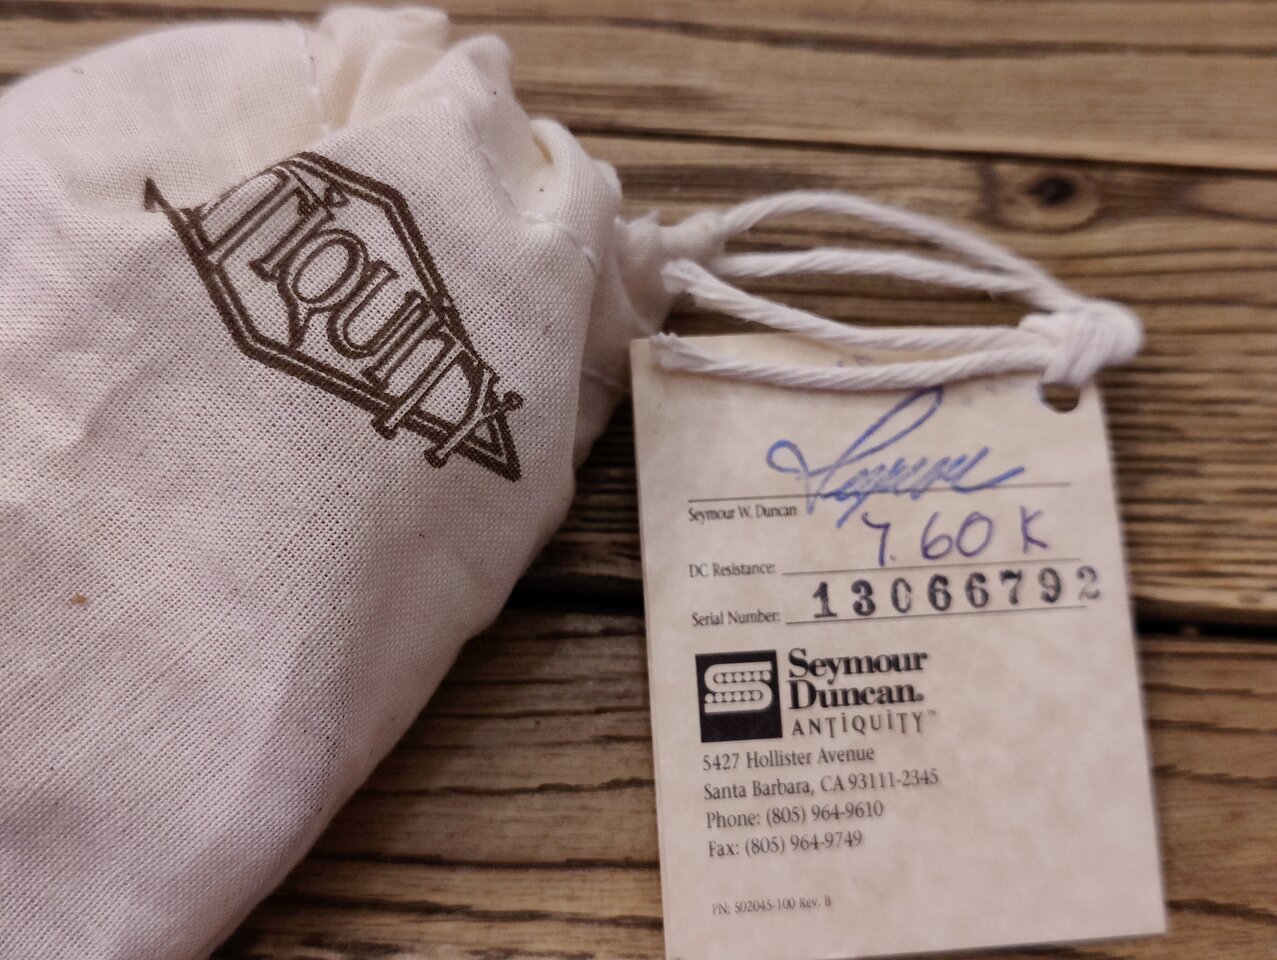 ANTIQUITY
Seymour
Seymour W. Duncan
DC Resistance: 7.60 K
Serial Number: 13066792
Seymour
Duncan.
ANTIQUITY™
5427 Hollister Avenue
Santa Barbara, CA 93111-2345
Phone: (805) 964-9610
Fax: (805) 964-9749
PN: 502045-100 Rev. B